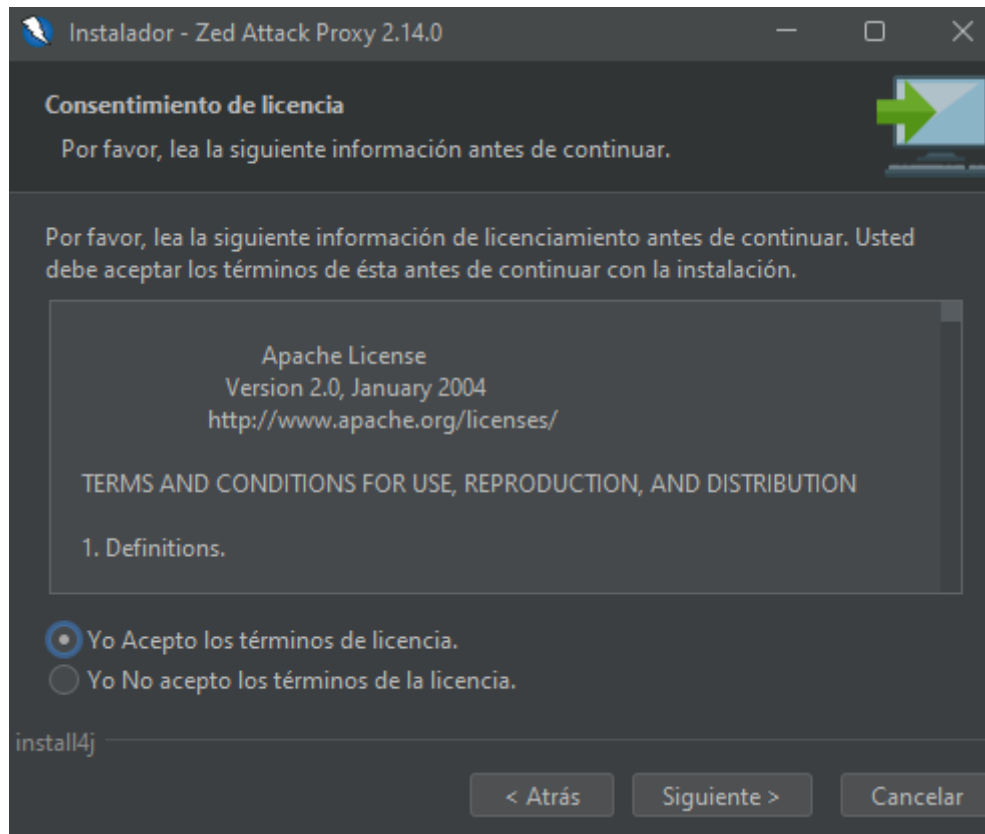 Instalador - Zed Attack Proxy 2.14.0
Consentimiento de licencia
Por favor, lea la siguiente información antes de continuar.
Por favor, lea la siguiente información de licenciamiento antes de continuar. Usted
debe aceptar los términos de ésta antes de continuar con la instalación.
Apache License
Version 2.0, January 2004
http://www.apache.org/licenses/
TERMS AND CONDITIONS FOR USE, REPRODUCTION, AND DISTRIBUTION
1. Definitions.
Yo Acepto los términos de licencia.
Yo No acepto los términos de la licencia.
install4j
< Atrás Siguiente > Cancelar